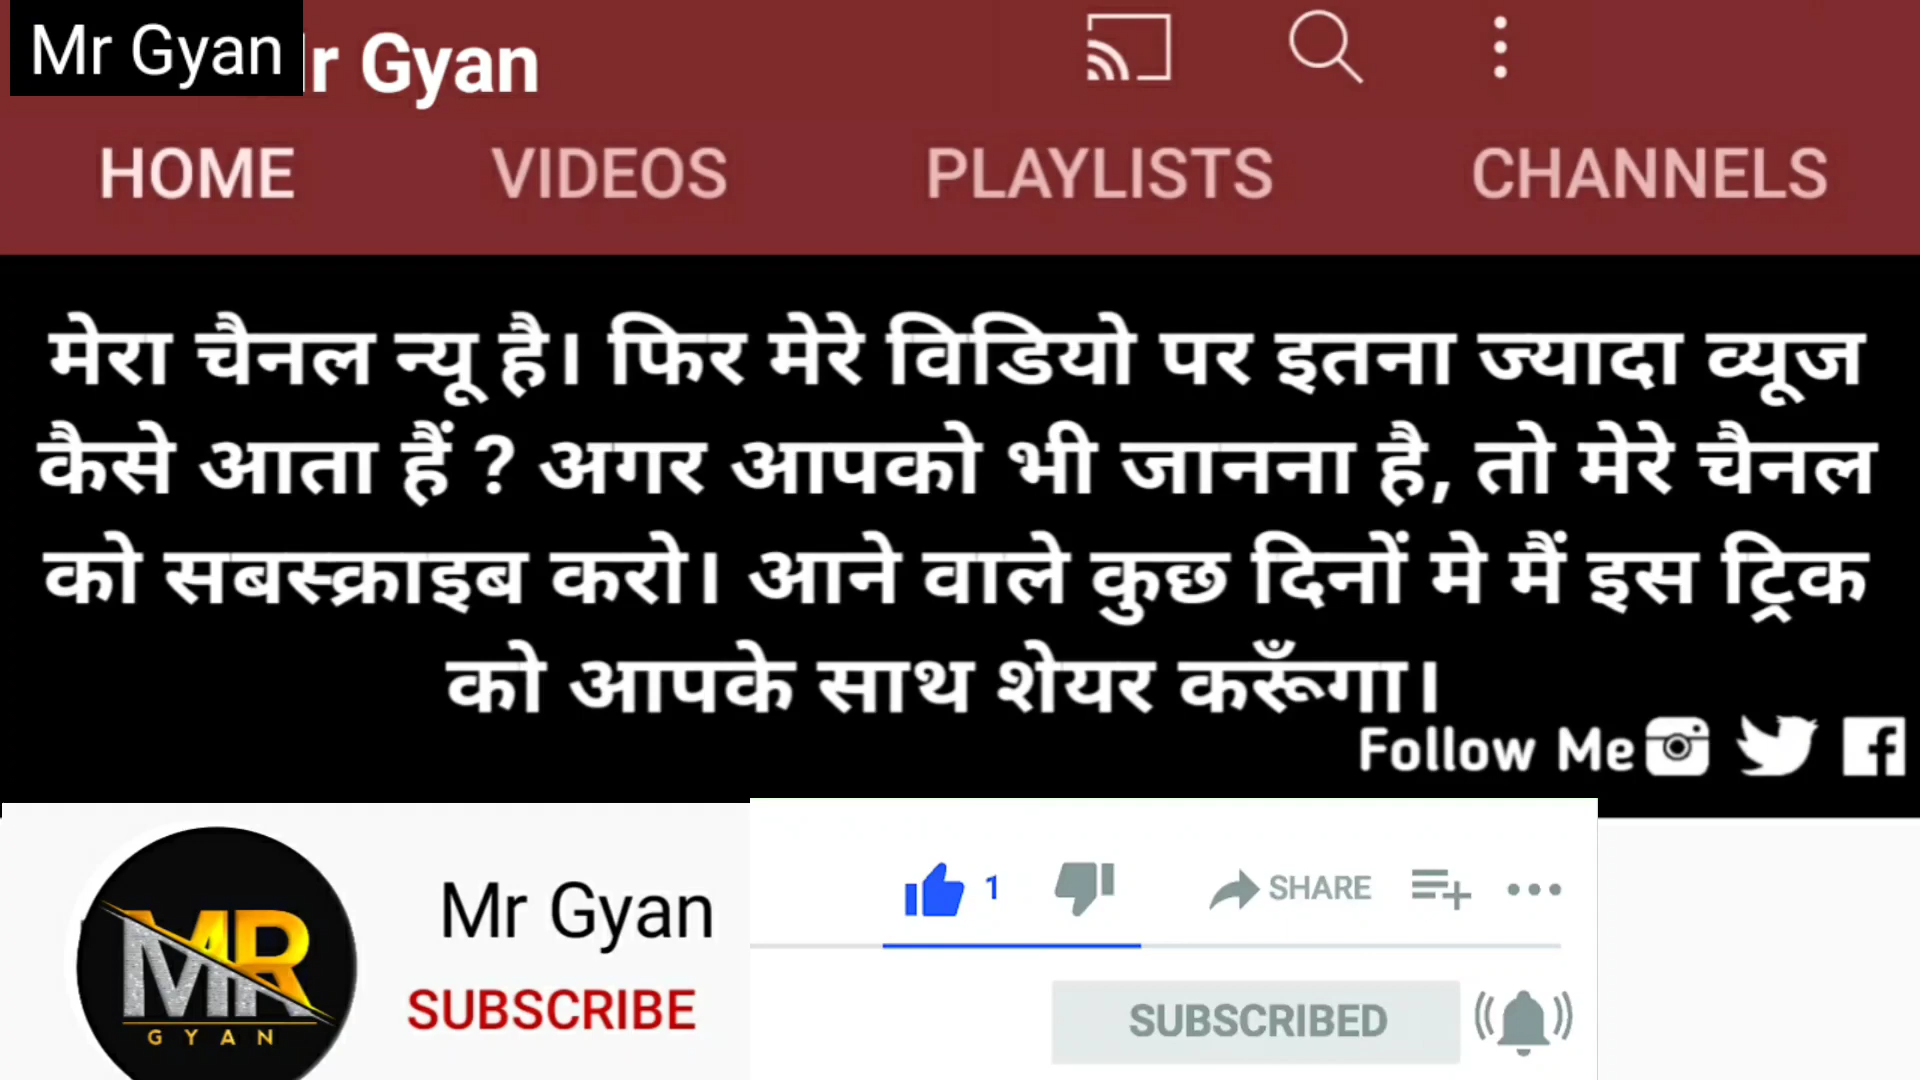 Mr Gyan
r Gyan
HOME VIDEOS PLAYLISTS CHANNELS
मेरा चैनल न्यू है। फिर मेरे विडियो पर इतना ज्यादा व्यूज
कैसे आता हैं ? अगर आपको भी जानना है, तो मेरे चैनल
को सबस्क्राइब करो। आने वाले कुछ दिनों मे मैं इस ट्रिक
को आपके साथ शेयर करूँगा।
Follow Me
MR
GYAN
Mr Gyan
SUBSCRIBE
1 SHARE
SUBSCRIBED